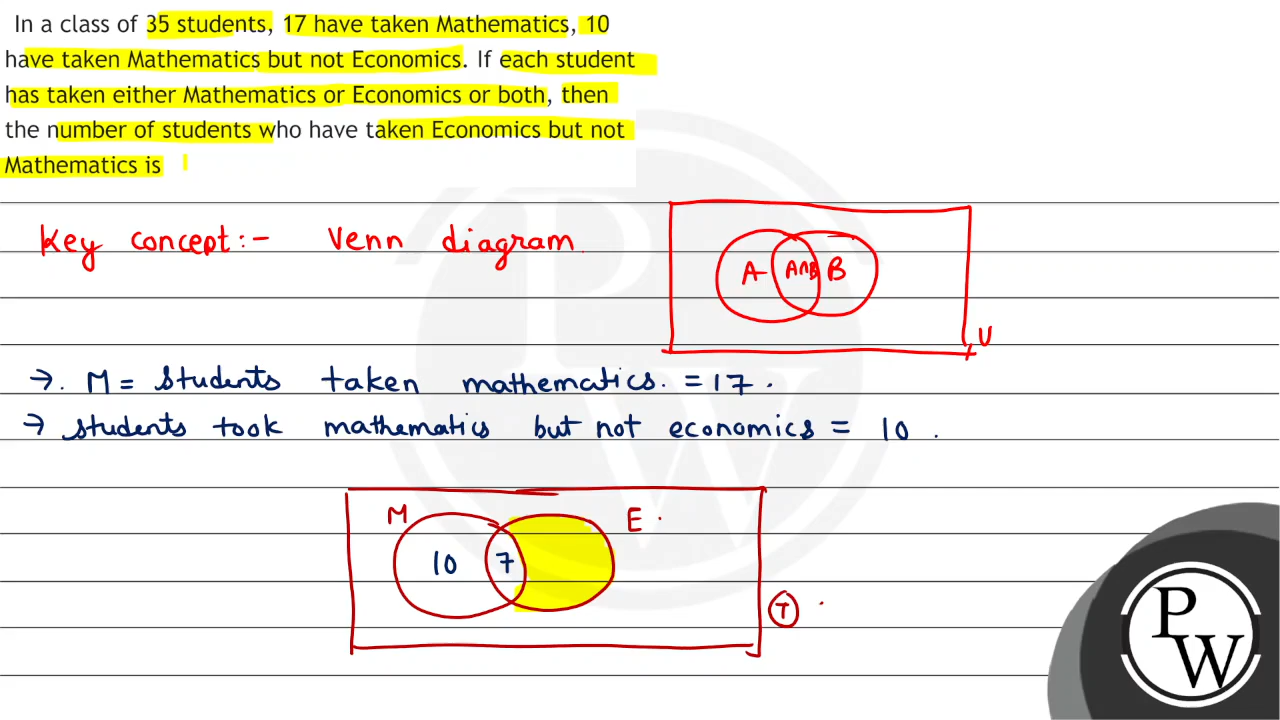 In a class of 35 students, 17 have taken Mathematics, 10
have taken Mathematics but not Economics. If each student
has taken either Mathematics or Economics or both, then
the number of students who have taken Economics but not
Mathematics is
Key concept:- Venn diagram.
A A∩B B
U
→. M = students taken mathematics. = 17.
→ students took mathematics but not economics = 10.
M E.
10 7
T
P
W
P
W